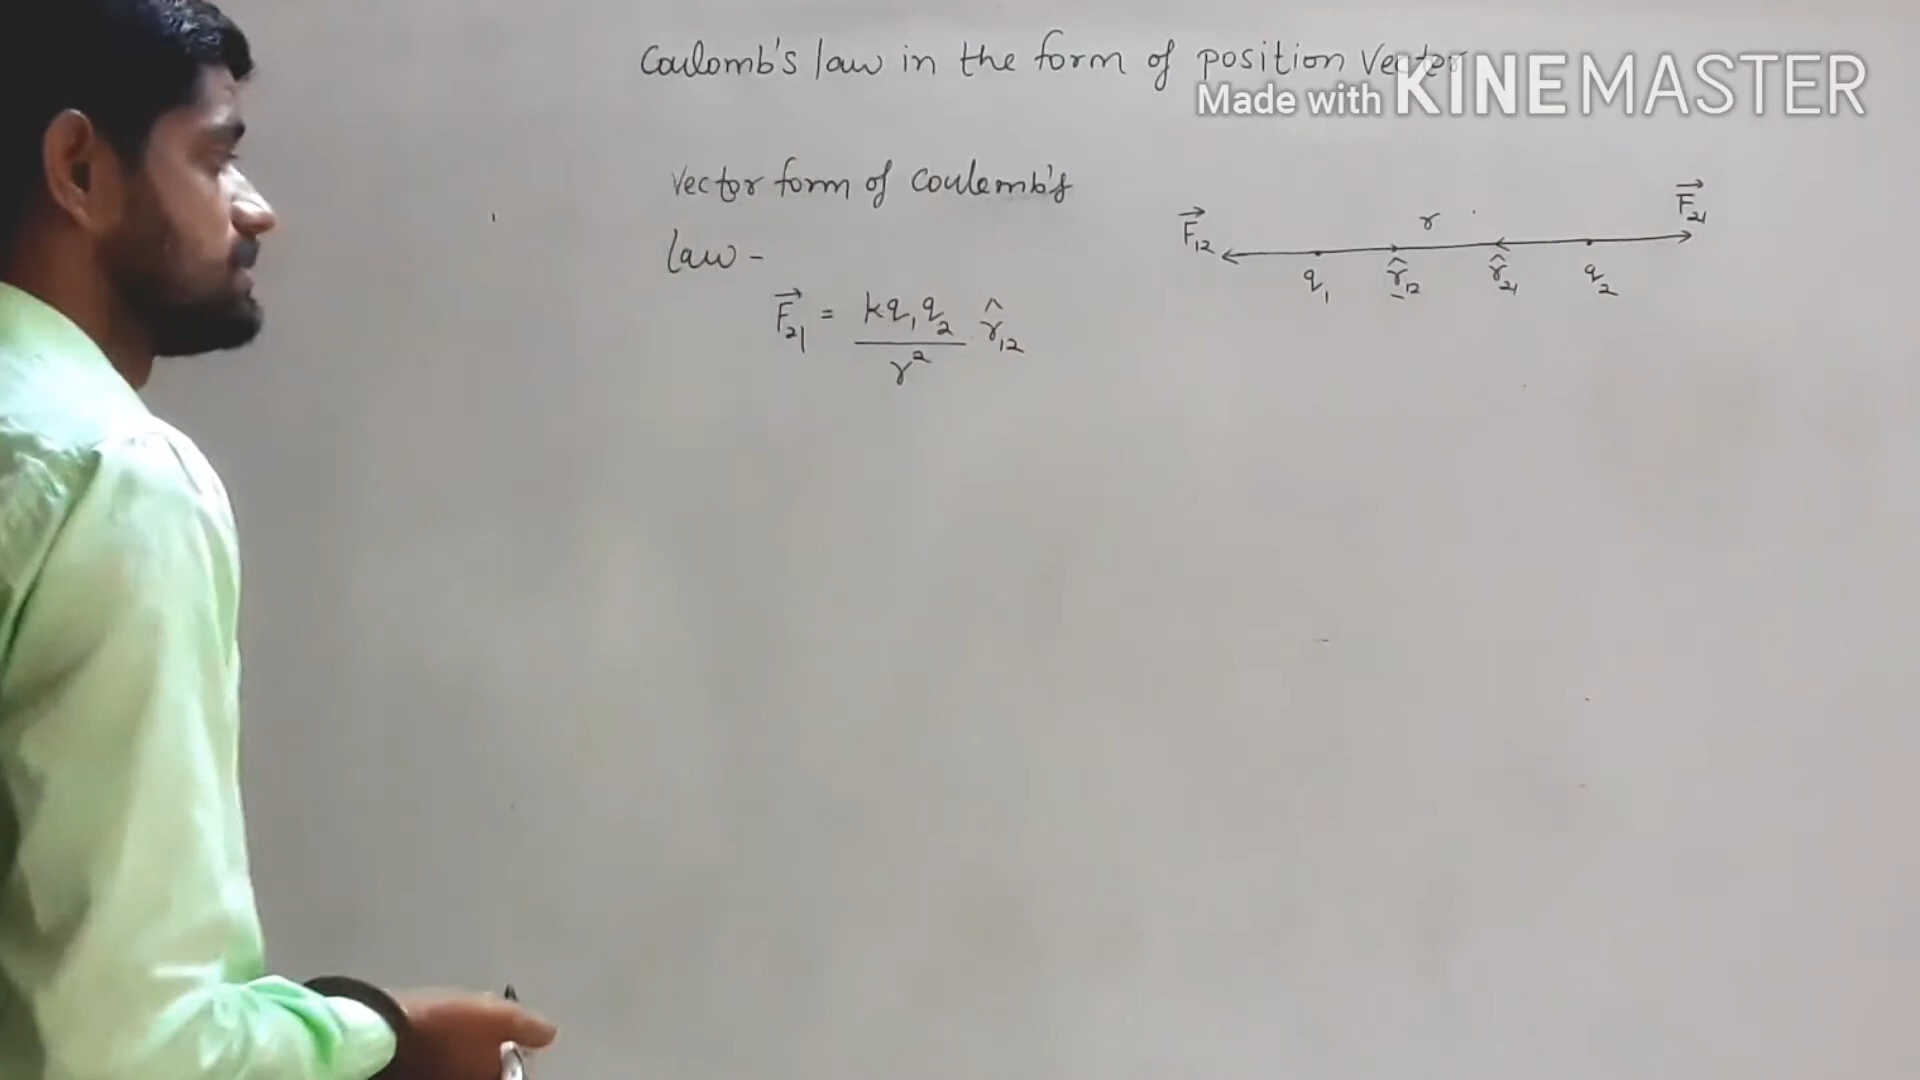 Coulomb's law in the form of position Vector
Made with KINEMASTER
Vector form of Coulomb's
law -
F⃗₂₁ = kq₁q₂ / r² r̂₁₂
F⃗₁₂ r F⃗₂₁
q₁ r̂₁₂ r̂₂₁ q₂